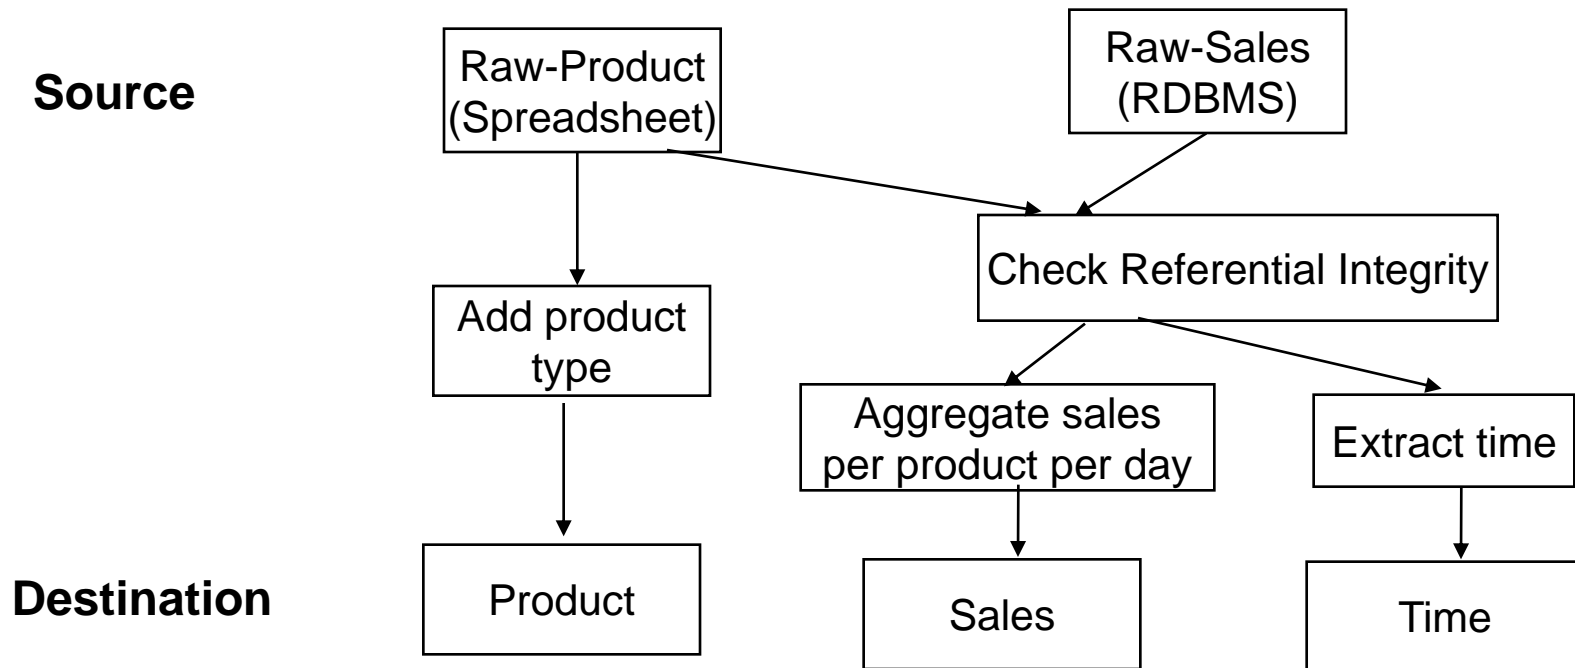 Source
Raw-Product
(Spreadsheet)
Raw-Sales
(RDBMS)
Check Referential Integrity
Add product
type
Aggregate sales
per product per day
Extract time
Destination
Product
Sales
Time